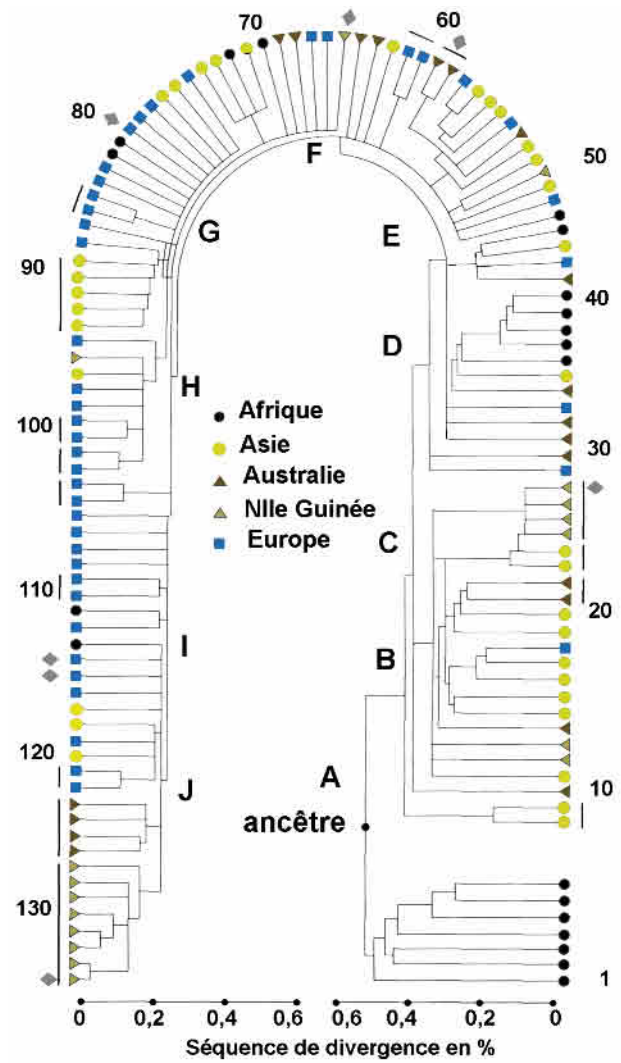 70
60
80
50
F
G
E
90
40
D
H
Afrique
Asie
100
30
Australie
Nlle Guinée
C
Europe
110
20
I
B
120
A
10
J
ancêtre
130
1
0 0,2 0,4 0,6 0,6 0,4 0,2 0
Séquence de divergence en %